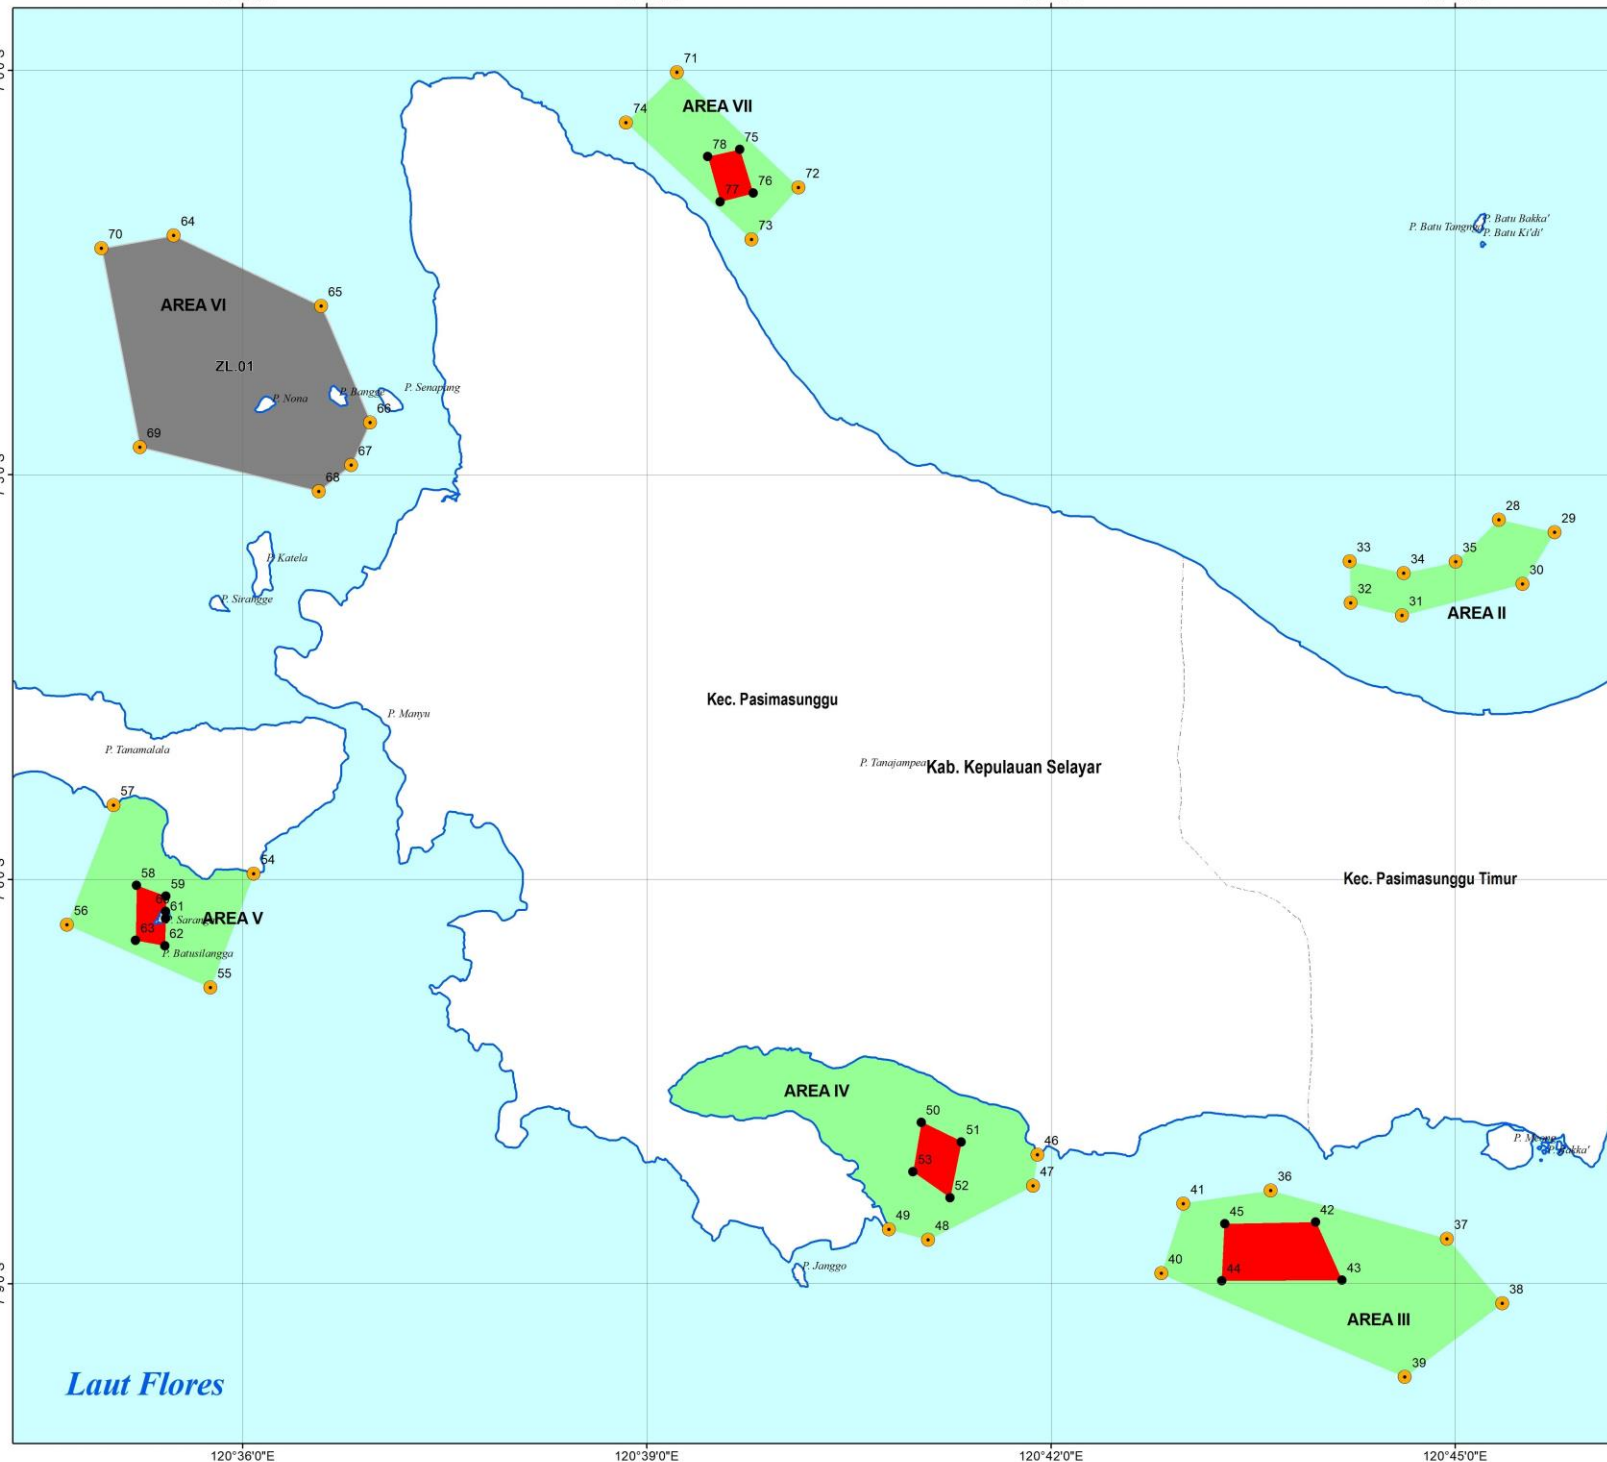 71
AREA VII
74
75
78
72
76
77
73
64
70
P. Batu Bakka'
P. Batu Ki'di'
65
AREA VI
ZL.01
P. Bangge
P. Senapang
P. Nona
66
69
67
68
28
29
33
35
34
30
32
31
AREA II
P. Katela
P. Sirangge
Kec. Pasimasunggu
P. Manyu
P. Tanamalala
P. Tanajampea
Kab. Kepulauan Selayar
57
54
58
59
61
AREA V
56
63
62
P. Batusilangga
55
Kec. Pasimasunggu Timur
AREA IV
50
51
46
53
52
47
49
48
P. Janggo
36
41
45
42
37
40
44
43
38
AREA III
39
Laut Flores
120°36'0"E
120°39'0"E
120°42'0"E
120°45'0"E